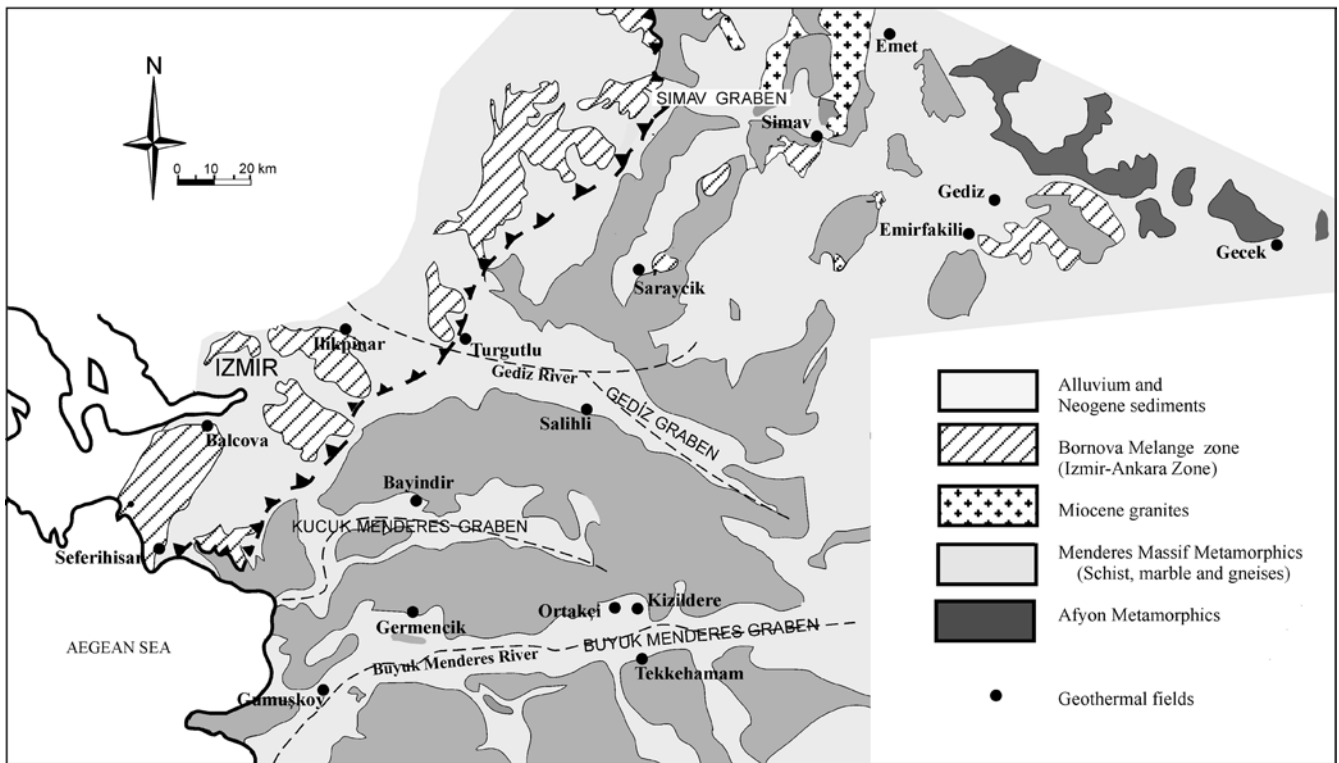 N
0 10 20 km
Emet
SIMAV GRABEN
Simav
Gediz
Emirfakili
Gecek
Saraycik
Ilikpinar
IZMIR
Turgutlu
Gediz River
GEDİZ GRABEN
Salihli
Balcova
Bayindir
KUCUK MENDERES GRABEN
Seferihisar
Ortakçi
Kizildere
Germencik
BUYUK MENDERES GRABEN
AEGEAN SEA
Buyuk Menderes River
Tekkehamam
Gumuşkoy
Alluvium and
Neogene sediments
Bornova Melange zone
(Izmir-Ankara Zone)
Miocene granites
Menderes Massif Metamorphics
(Schist, marble and gneises)
Afyon Metamorphics
Geothermal fields